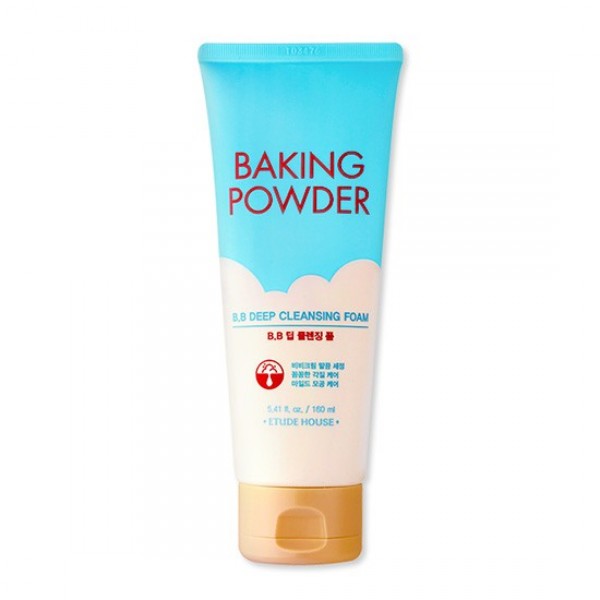 BAKING
POWDER
B,B DEEP CLEANSING FOAM
B,B 딥 클렌징 폼
비비크림 말끔 세정
꼼꼼한 각질 케어
마일드 모공 케어
5.41 fl. oz. / 160 ml
• ETUDE HOUSE •